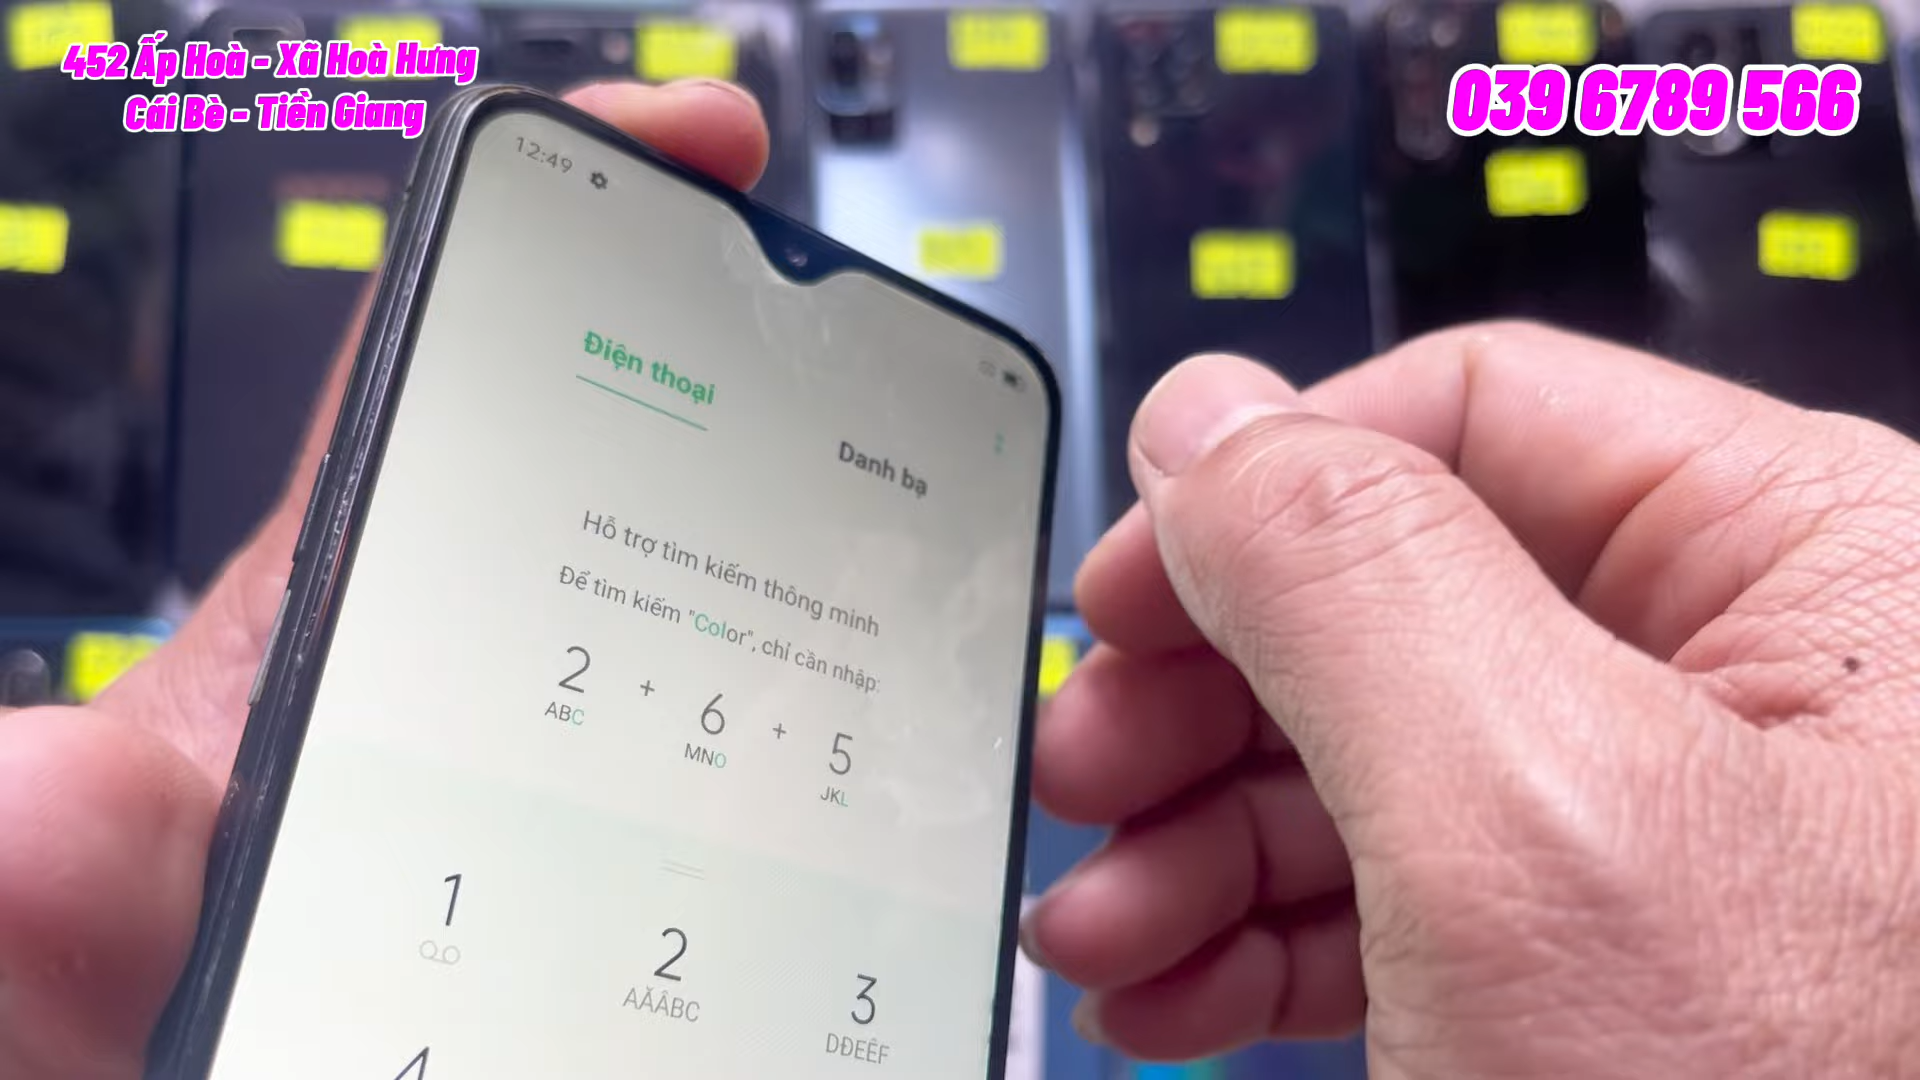 452 Ấp Hoà - Xã Hoà Hưng
Cái Bè - Tiền Giang
039 6789 566
12:49
Điện thoại
Danh bạ
Hỗ trợ tìm kiếm thông minh
Để tìm kiếm "Color", chỉ cần nhập:
2 + 6 + 5
ABC MNO JKL
1 2 3
AĂÂBC DĐEÊF
4